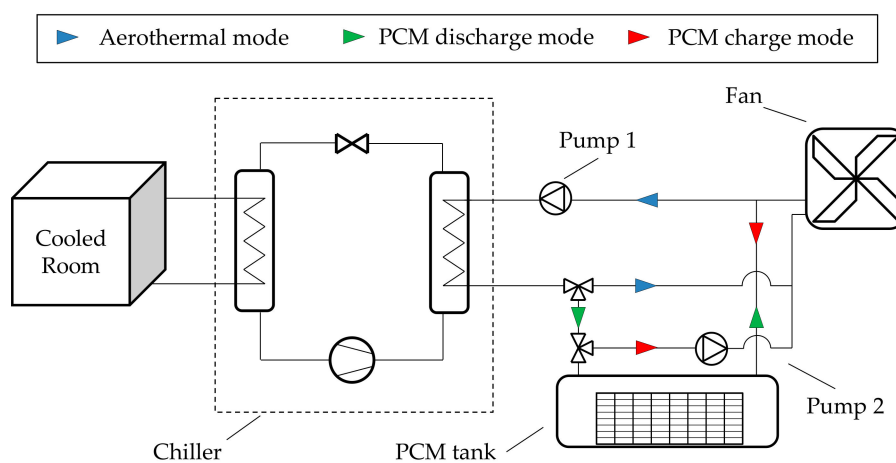 Aerothermal mode PCM discharge mode PCM charge mode
Fan
Pump 1
Cooled
Room
Pump 2
Chiller
PCM tank